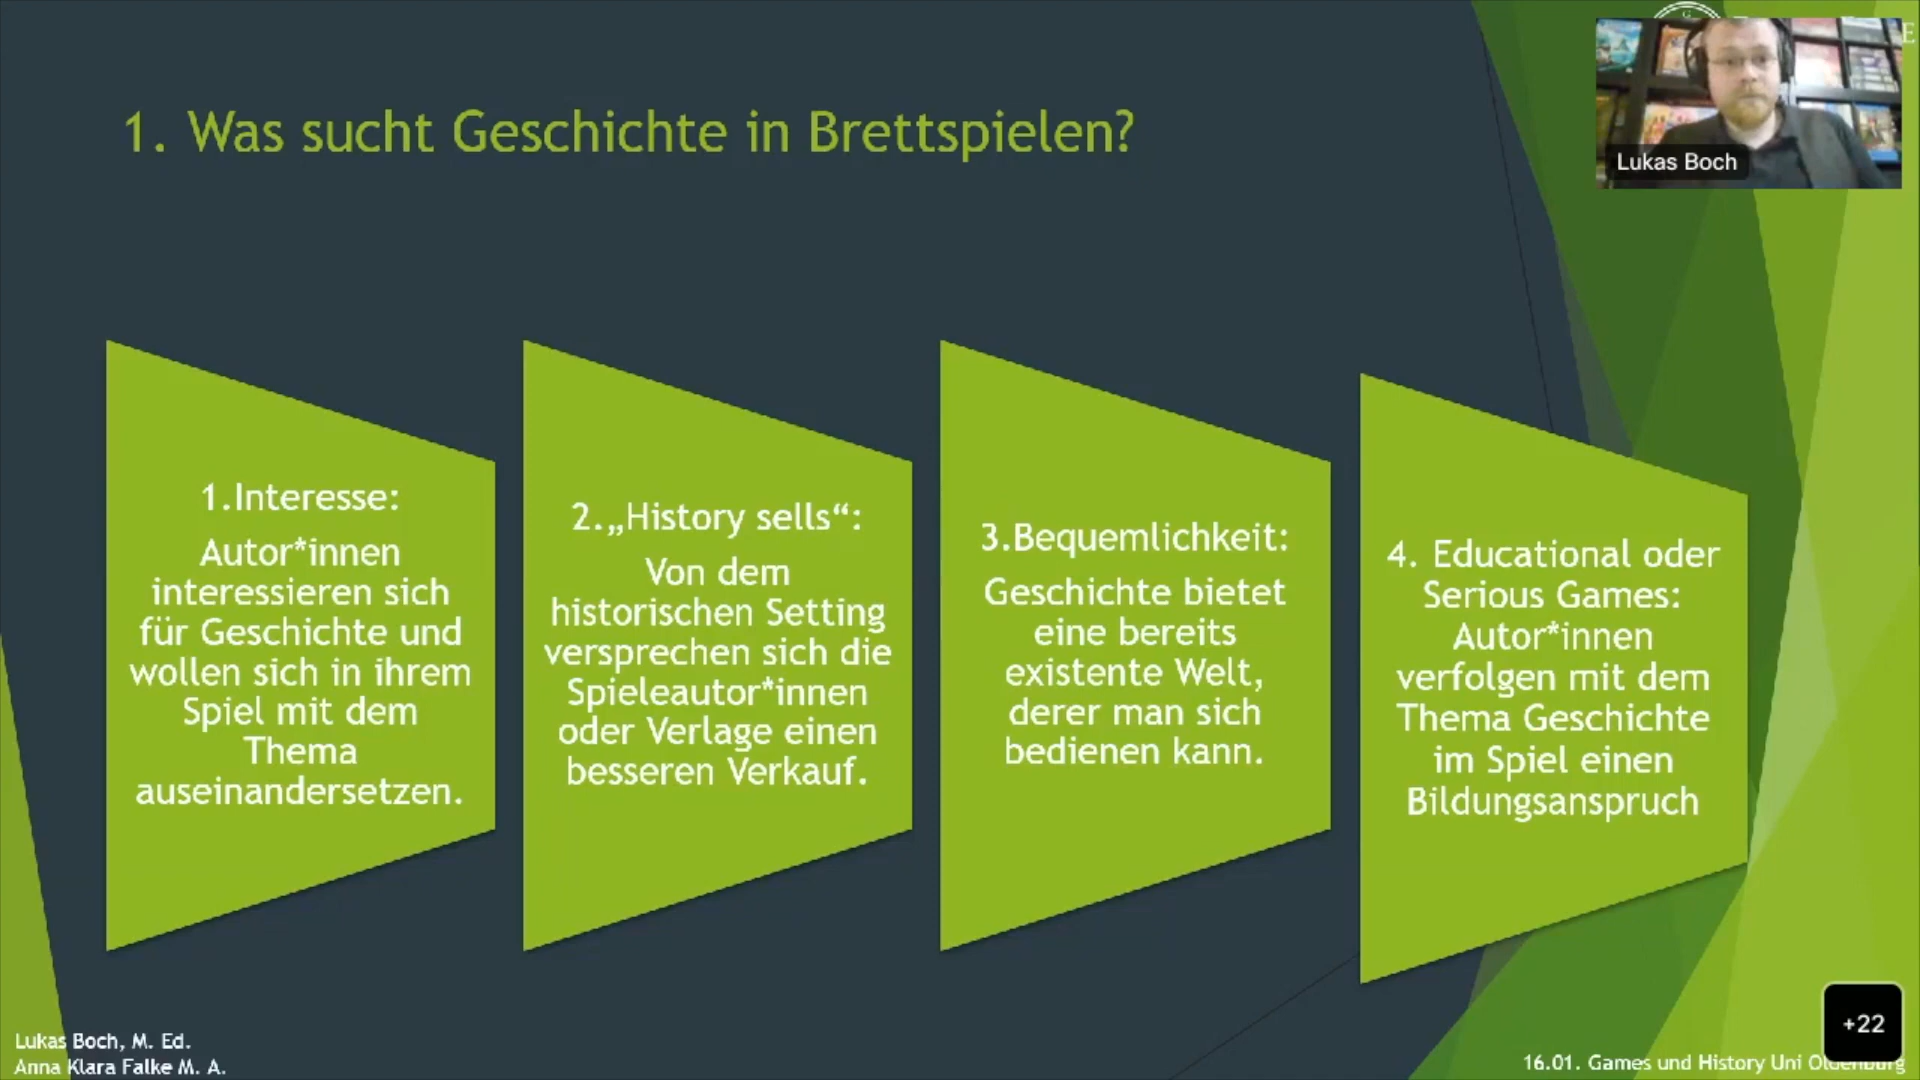 1. Was sucht Geschichte in Brettspielen?
Lukas Boch
1.Interesse:
Autor*innen
interessieren sich
für Geschichte und
wollen sich in ihrem
Spiel mit dem
Thema
auseinandersetzen.
2.„History sells“:
Von dem
historischen Setting
versprechen sich die
Spieleautor*innen
oder Verlage einen
besseren Verkauf.
3.Bequemlichkeit:
Geschichte bietet
eine bereits
existente Welt,
derer man sich
bedienen kann.
4. Educational oder
Serious Games:
Autor*innen
verfolgen mit dem
Thema Geschichte
im Spiel einen
Bildungsanspruch
+22
Lukas Boch, M. Ed.
Anna Klara Falke M. A.
16.01. Games und History Uni Oldenburg